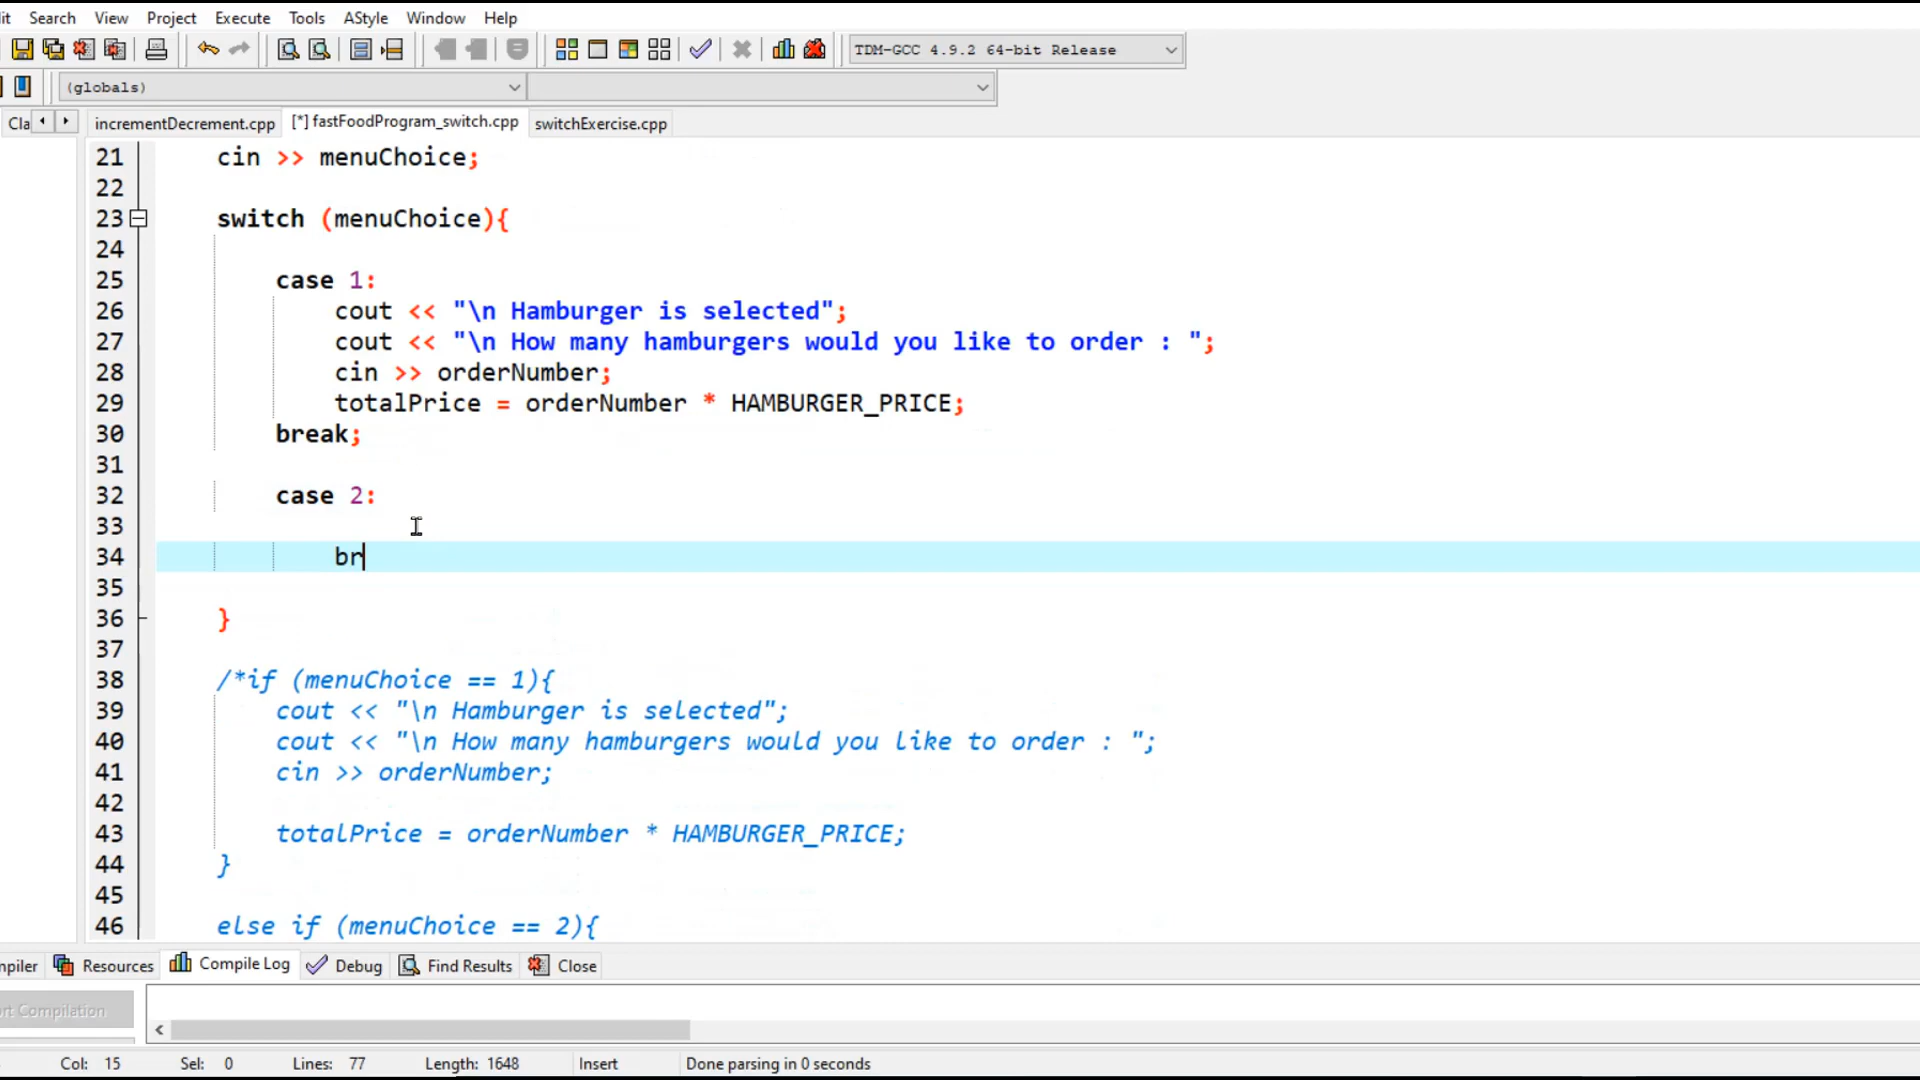 it Search View Project Execute Tools AStyle Window Help
TDM-GCC 4.9.2 64-bit Release
(globals)
Cla incrementDecrement.cpp [*] fastFoodProgram_switch.cpp switchExercise.cpp
21 cin >> menuChoice;
22
23 switch (menuChoice){
24
25 case 1:
26 cout << "\n Hamburger is selected";
27 cout << "\n How many hamburgers would you like to order : ";
28 cin >> orderNumber;
29 totalPrice = orderNumber * HAMBURGER_PRICE;
30 break;
31
32 case 2:
33
34 br
35
36 }
37
38 /*if (menuChoice == 1){
39 cout << "\n Hamburger is selected";
40 cout << "\n How many hamburgers would you like to order : ";
41 cin >> orderNumber;
42
43 totalPrice = orderNumber * HAMBURGER_PRICE;
44 }
45
46 else if (menuChoice == 2){
mpiler Resources Compile Log Debug Find Results Close
rt Compilation
Col: 15 Sel: 0 Lines: 77 Length: 1648 Insert Done parsing in 0 seconds